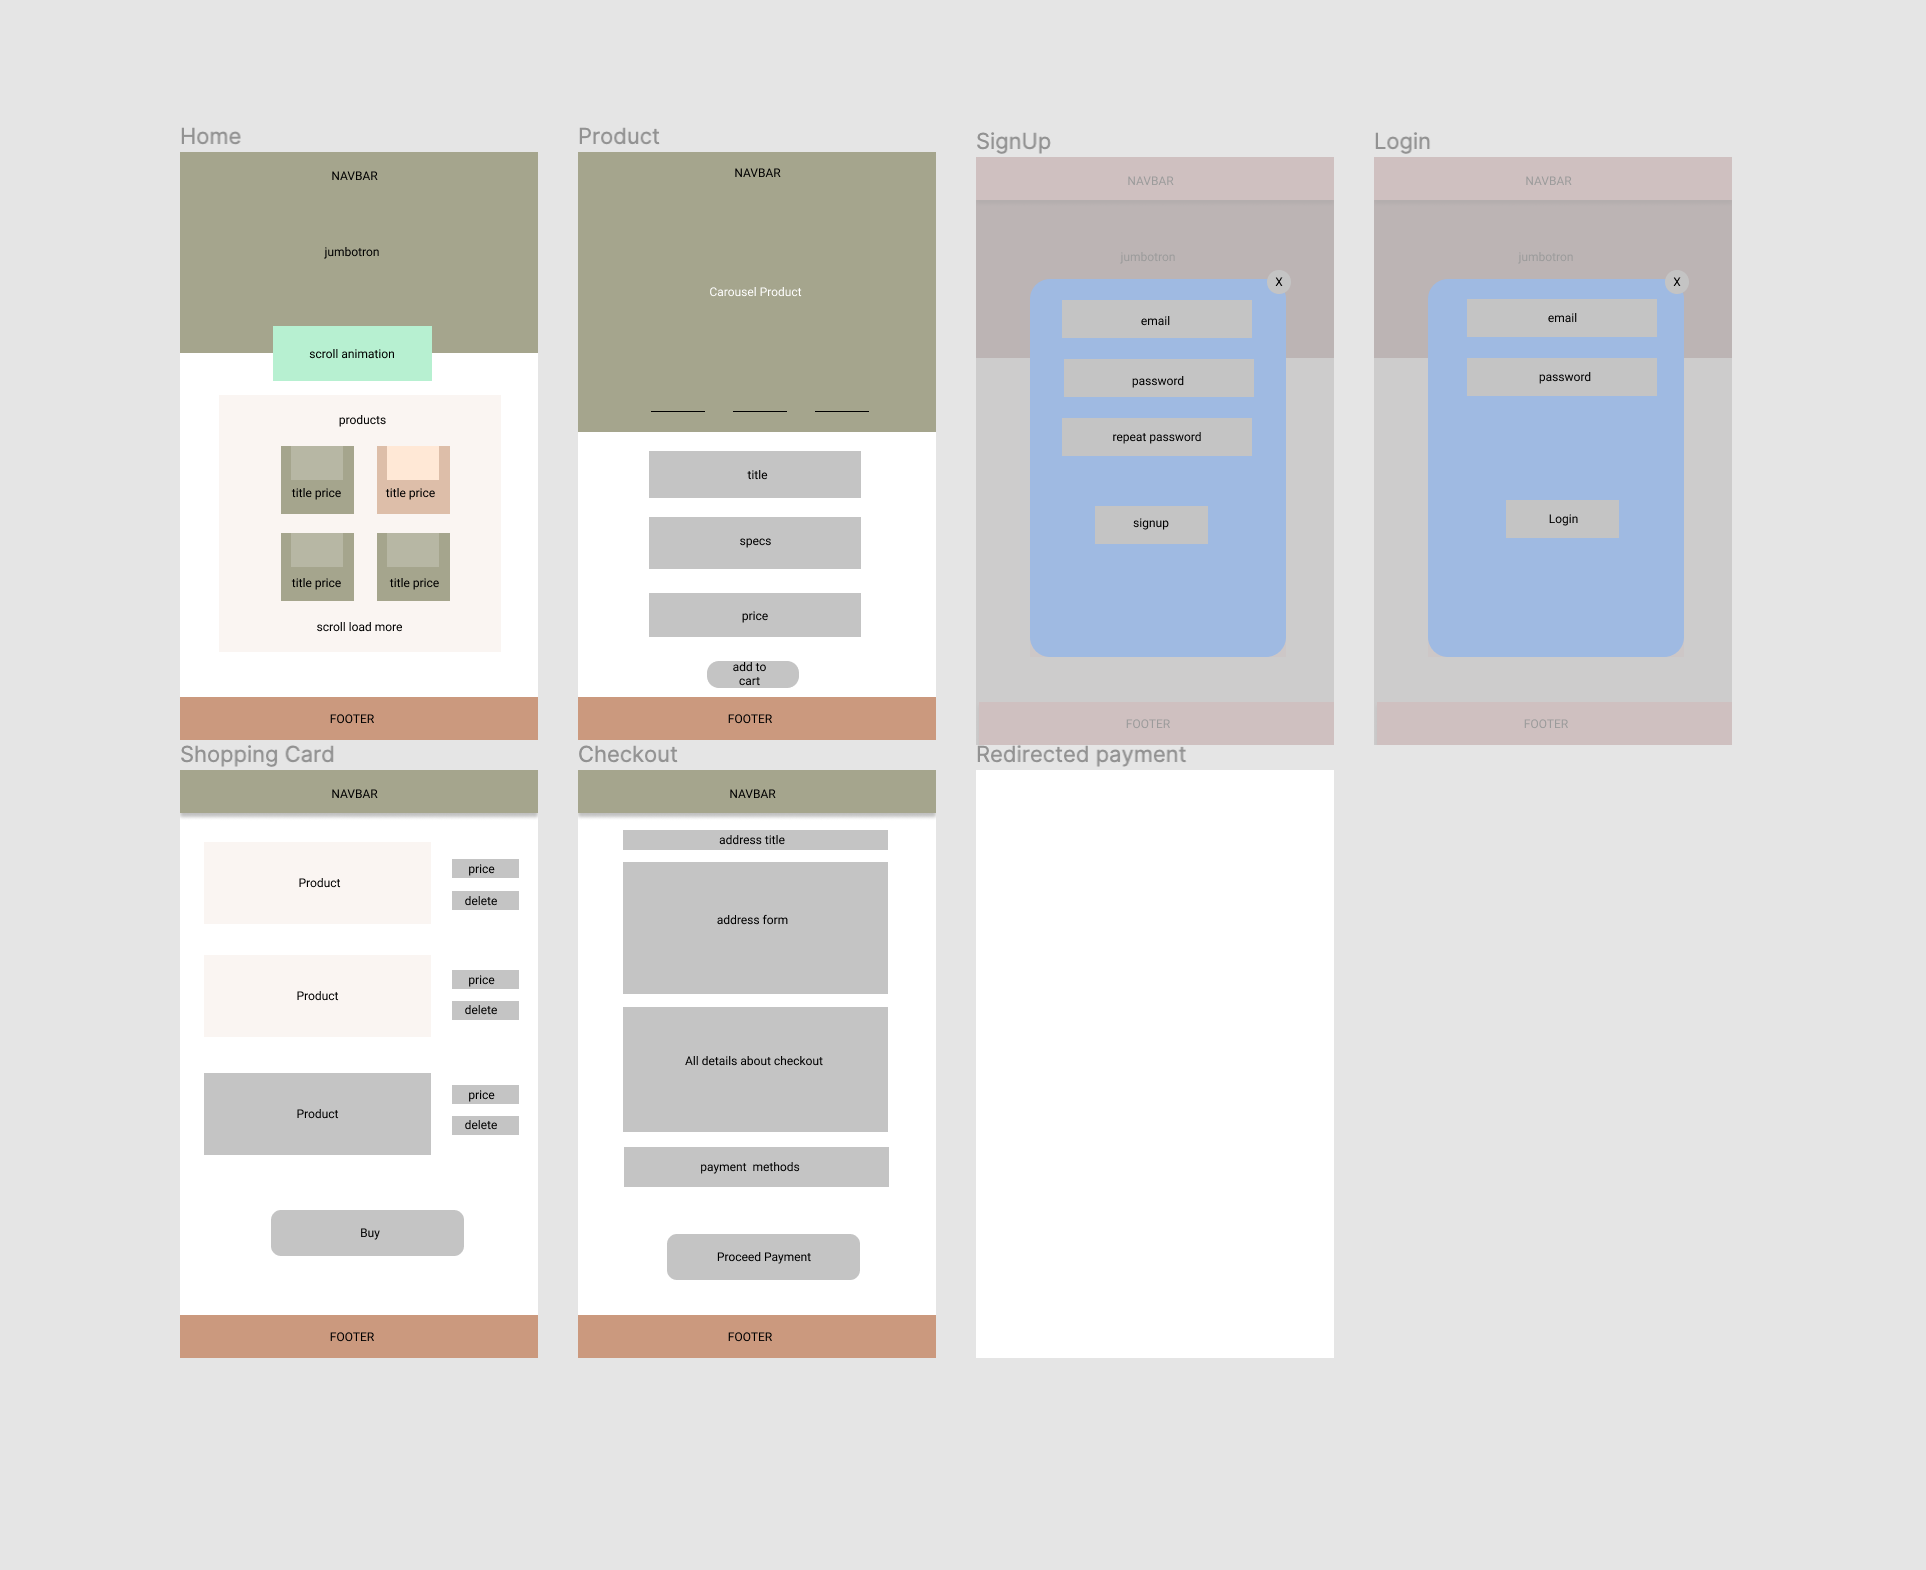 Home
NAVBAR
jumbotron
scroll animation
products
title price
title price
title price
title price
scroll load more
FOOTER
Product
NAVBAR
Carousel Product
title
specs
price
add to
cart
FOOTER
SignUp
NAVBAR
jumbotron
X
email
password
repeat password
signup
FOOTER
Login
NAVBAR
jumbotron
X
email
password
Login
FOOTER
Shopping Card
NAVBAR
Product
price
delete
Product
price
delete
Product
price
delete
Buy
FOOTER
Checkout
NAVBAR
address title
address form
All details about checkout
payment  methods
Proceed Payment
FOOTER
Redirected payment